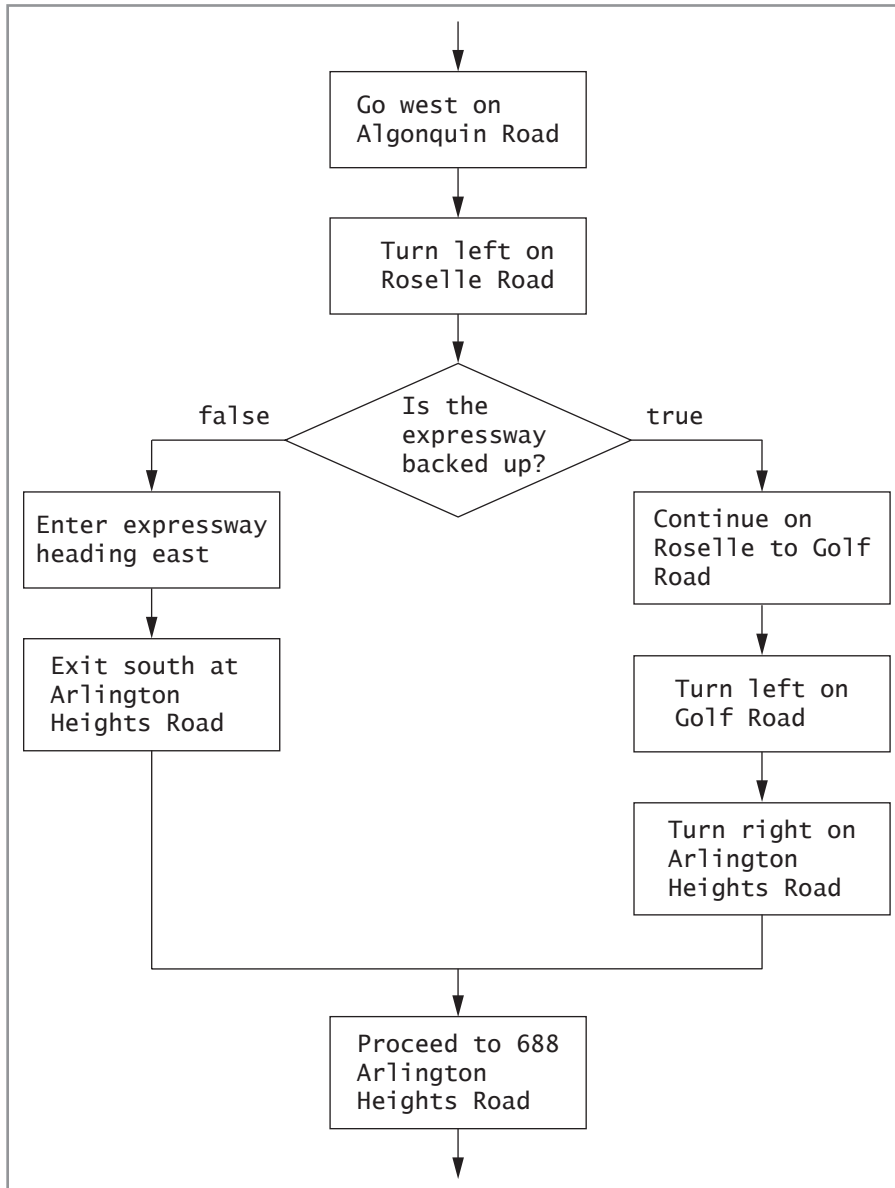 Go west on
Algonquin Road
Turn left on
Roselle Road
Is the
expressway
backed up?
false
true
Enter expressway
heading east
Exit south at
Arlington
Heights Road
Continue on
Roselle to Golf
Road
Turn left on
Golf Road
Turn right on
Arlington
Heights Road
Proceed to 688
Arlington
Heights Road